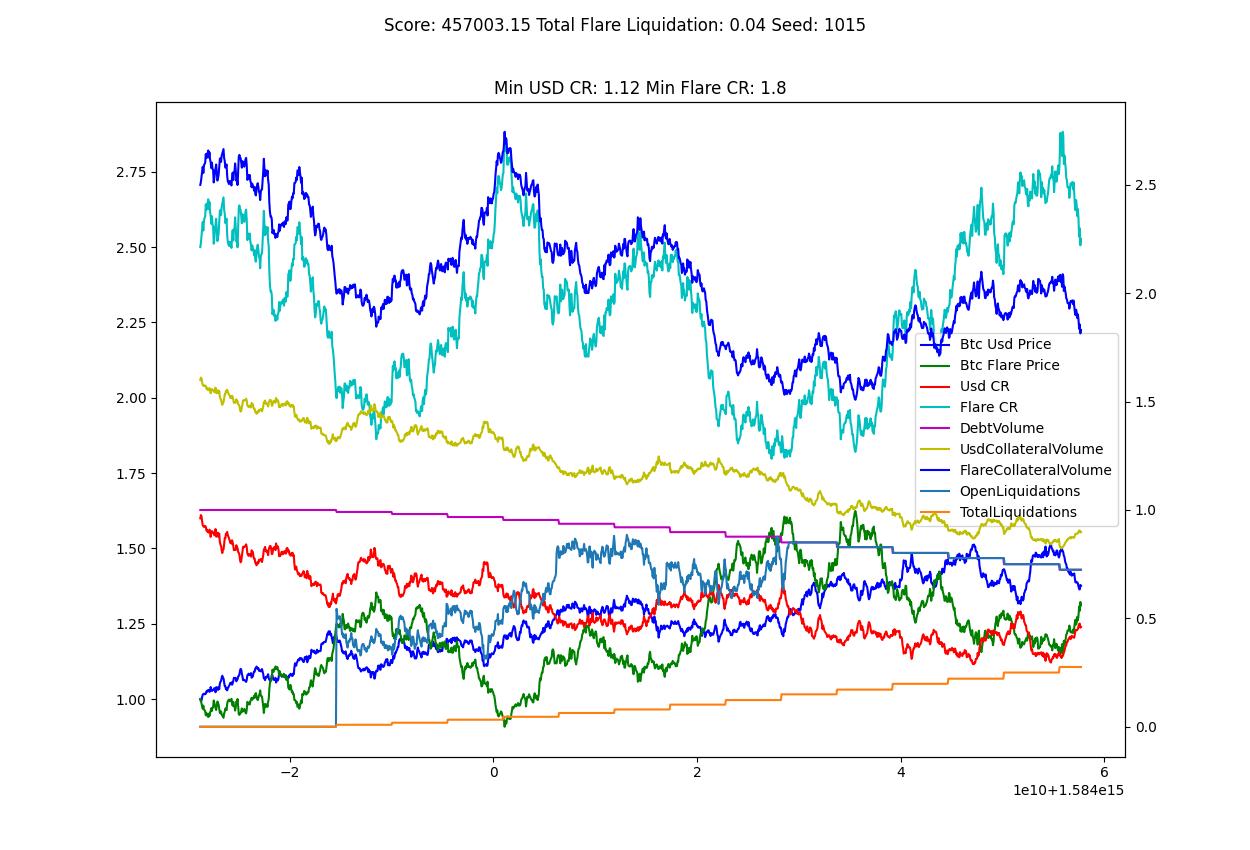 Score: 457003.15 Total Flare Liquidation: 0.04 Seed: 1015
Min USD CR: 1.12 Min Flare CR: 1.8
2.75
2.50
2.25
2.00
1.75
1.50
1.25
1.00
2.5
2.0
1.5
1.0
0.5
0.0
Btc Usd Price
Btc Flare Price
Usd CR
Flare CR
DebtVolume
UsdCollateralVolume
FlareCollateralVolume
OpenLiquidations
TotalLiquidations
−2 0 2 4 6
1e10+1.584e15